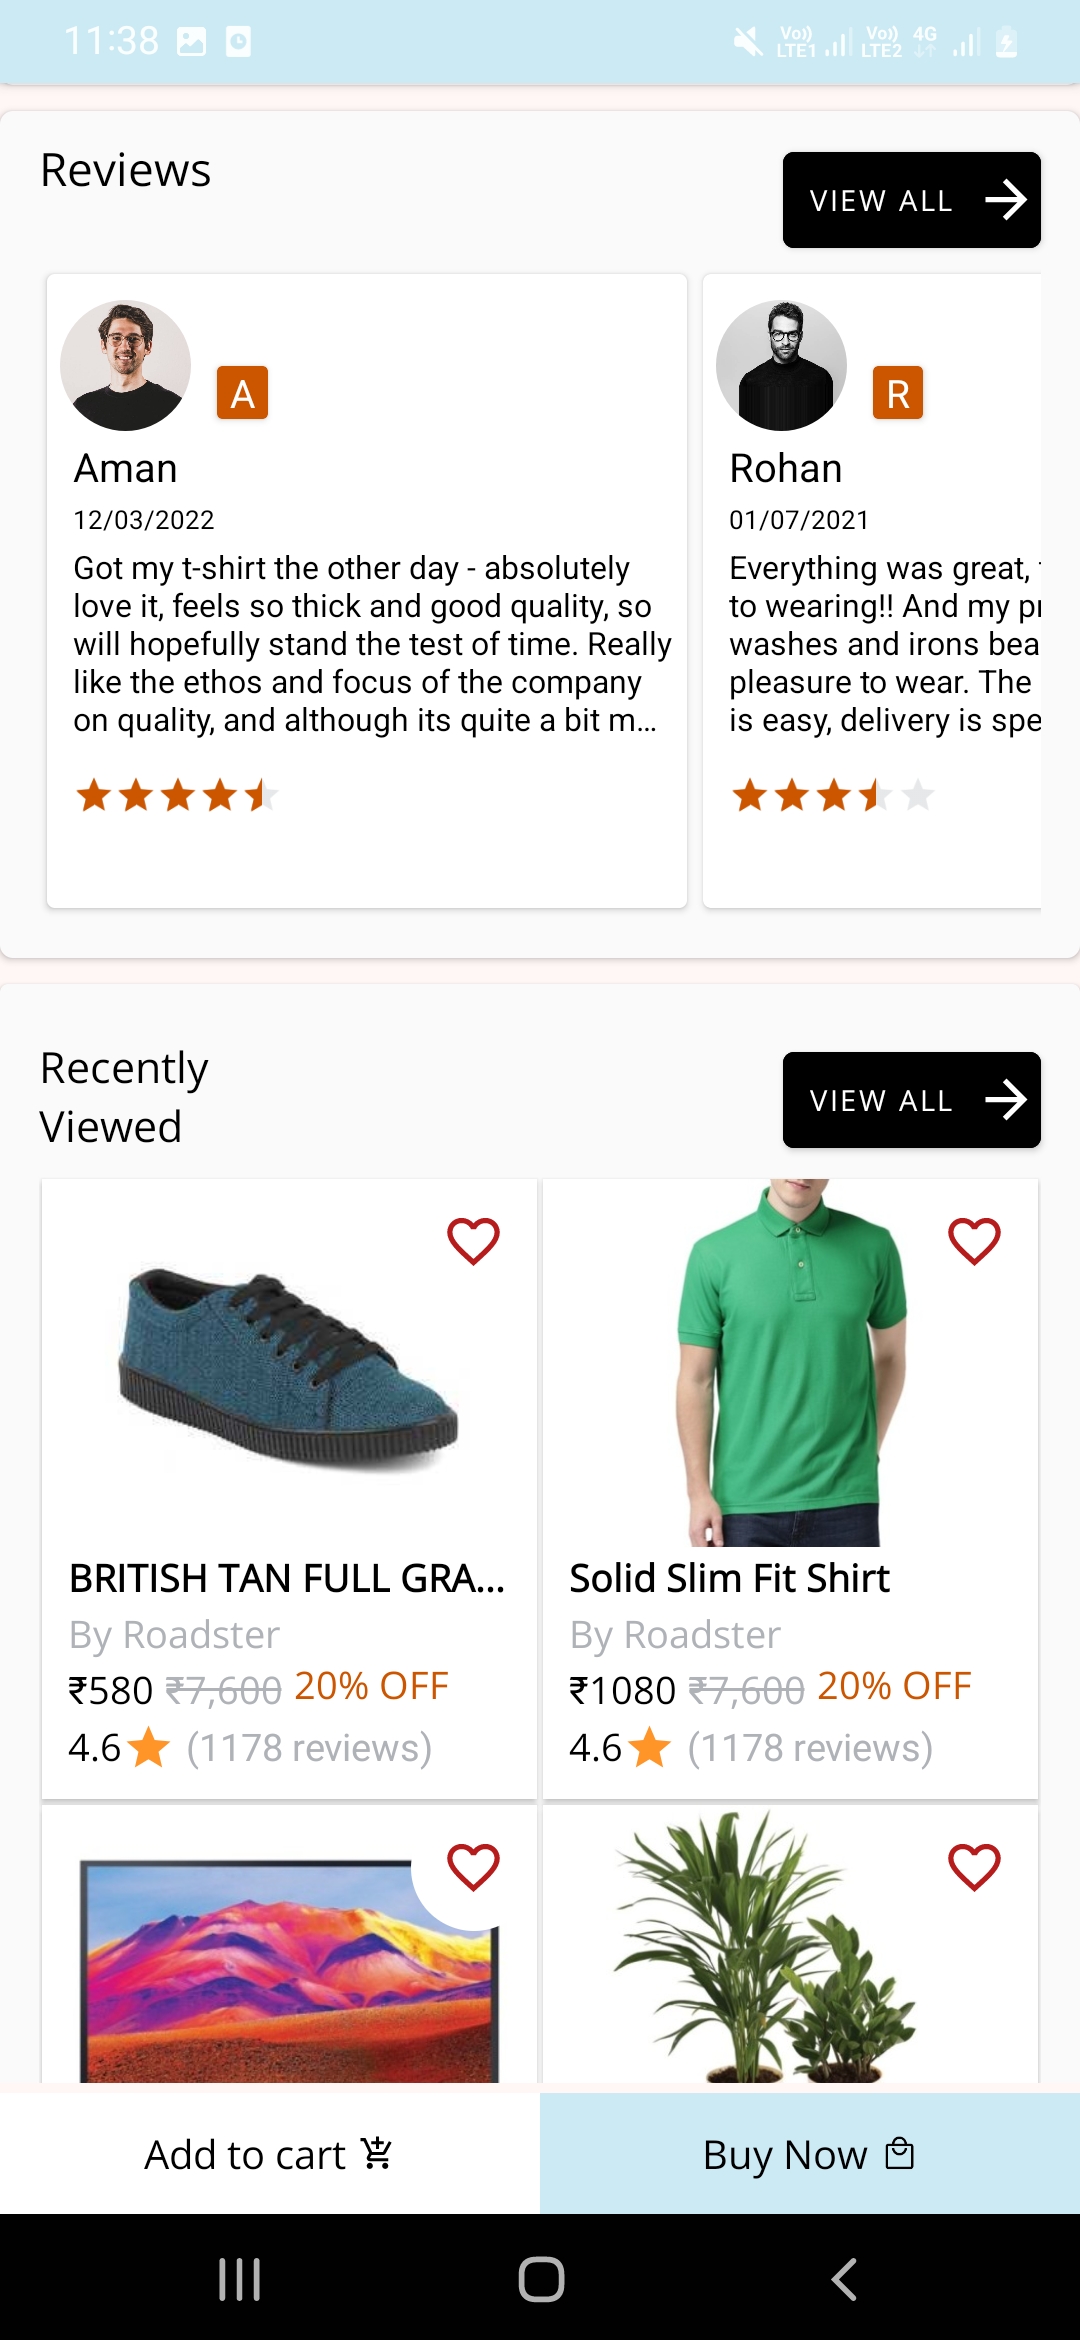 11:38
Vo)) LTE1 Vo)) LTE2 4G
Reviews
VIEW ALL
A
Aman
12/03/2022
Got my t-shirt the other day - absolutely
love it, feels so thick and good quality, so
will hopefully stand the test of time. Really
like the ethos and focus of the company
on quality, and although its quite a bit m...
R
Rohan
01/07/2021
Everything was great,
to wearing!! And my pr
washes and irons bea
pleasure to wear. The
is easy, delivery is spe
Recently
Viewed
VIEW ALL
BRITISH TAN FULL GRA...
By Roadster
₹580 ₹7,600 20% OFF
4.6 (1178 reviews)
Solid Slim Fit Shirt
By Roadster
₹1080 ₹7,600 20% OFF
4.6 (1178 reviews)
Add to cart
Buy Now